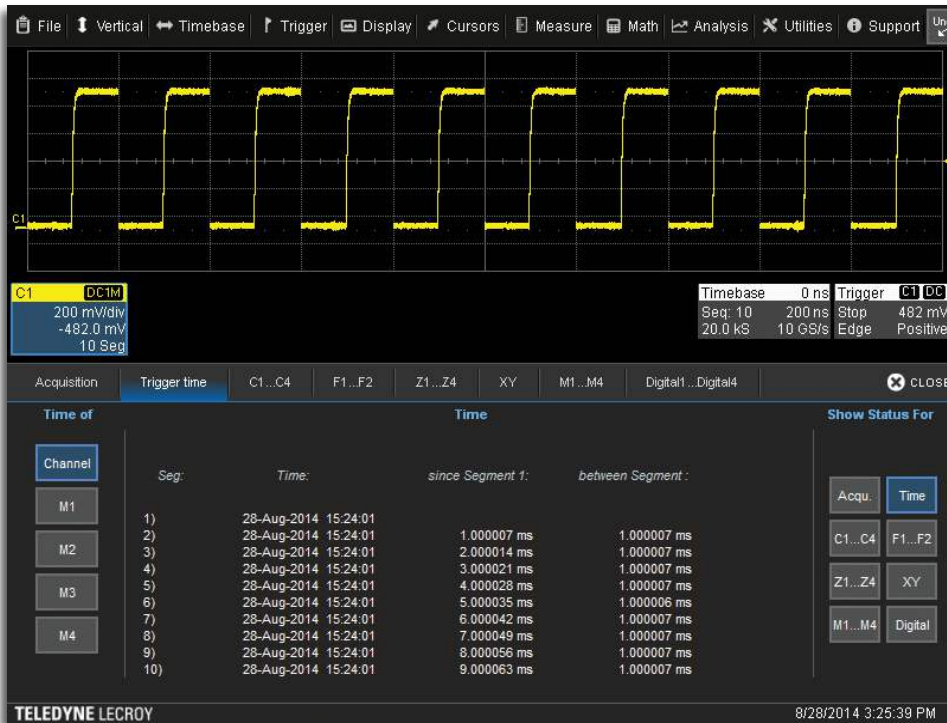 File Vertical Timebase Trigger Display Cursors Measure Math Analysis Utilities Support
C1
C1 DC1M
200 mV/div
-482.0 mV
10 Seg
Timebase 0 ns
Seq: 10 200 ns
20.0 kS 10 GS/s
Trigger C1 DC
Stop 482 mV
Edge Positive
Acquisition Trigger time C1...C4 F1...F2 Z1...Z4 XY M1...M4 Digital1...Digital4 CLOSE
Time of Time Show Status For
Channel
M1
M2
M3
M4
Seg: Time: since Segment 1: between Segment :
1) 28-Aug-2014 15:24:01
2) 28-Aug-2014 15:24:01 1.000007 ms 1.000007 ms
3) 28-Aug-2014 15:24:01 2.000014 ms 1.000007 ms
4) 28-Aug-2014 15:24:01 3.000021 ms 1.000007 ms
5) 28-Aug-2014 15:24:01 4.000028 ms 1.000007 ms
6) 28-Aug-2014 15:24:01 5.000035 ms 1.000006 ms
7) 28-Aug-2014 15:24:01 6.000042 ms 1.000007 ms
8) 28-Aug-2014 15:24:01 7.000049 ms 1.000007 ms
9) 28-Aug-2014 15:24:01 8.000056 ms 1.000007 ms
10) 28-Aug-2014 15:24:01 9.000063 ms 1.000007 ms
Acqu. Time
C1...C4 F1...F2
Z1...Z4 XY
M1...M4 Digital
TELEDYNE LECROY 8/28/2014 3:25:39 PM